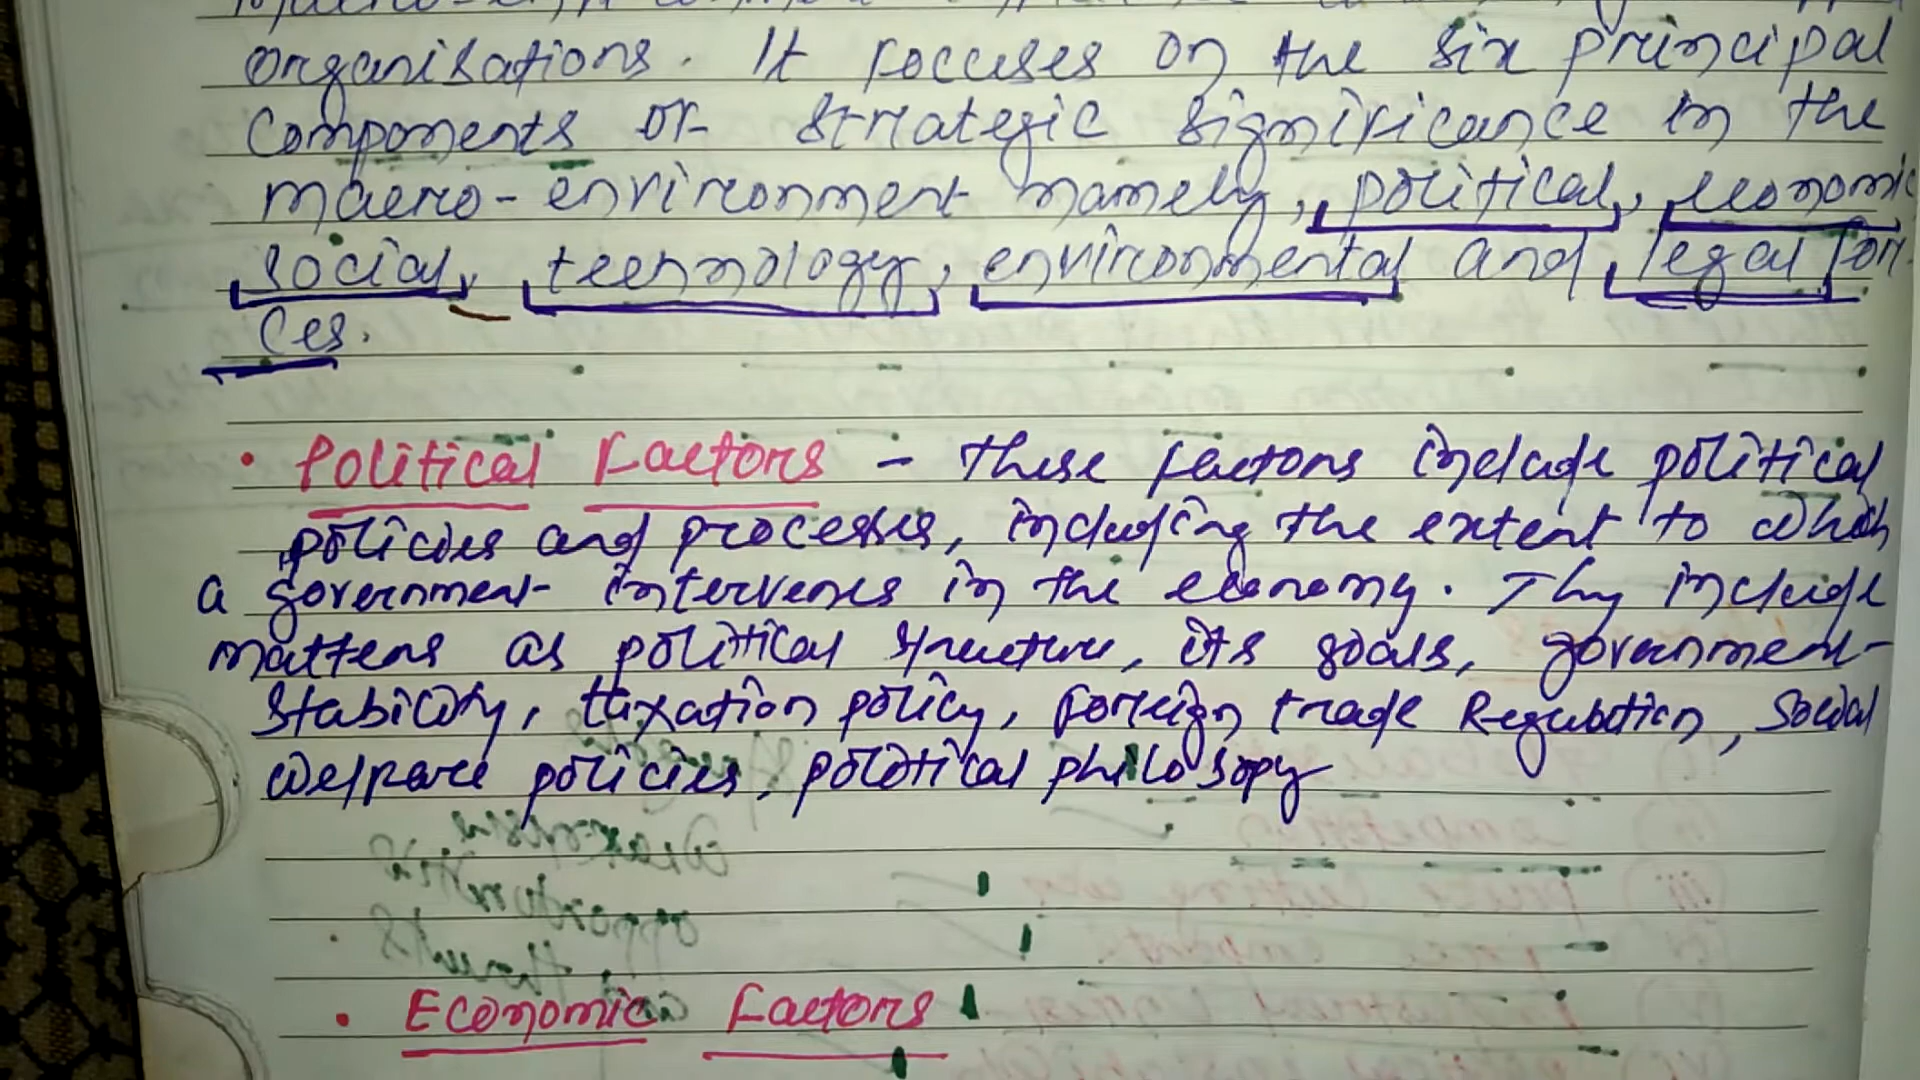 organisations. It focuses on the six principal
components of strategic significance in the
macro-environment namely, political, economic
social, technology, environmental and legal for
ces.
• Political Factors - these factors include political
policies and processes, including the extent to which
a government intervenes in the economy. They include
matters as political structure, its goals, government
stability, taxation policy, foreign trade Regulation, social
welfare policies, political philosophy
• Economic Factors